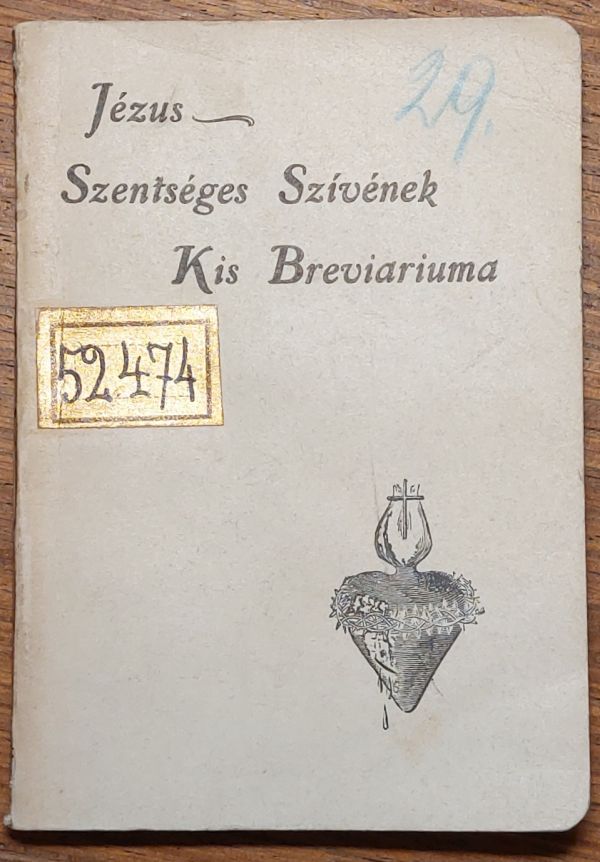 29.
Jézus
Szentséges Szívének
Kis Breviariuma
52474